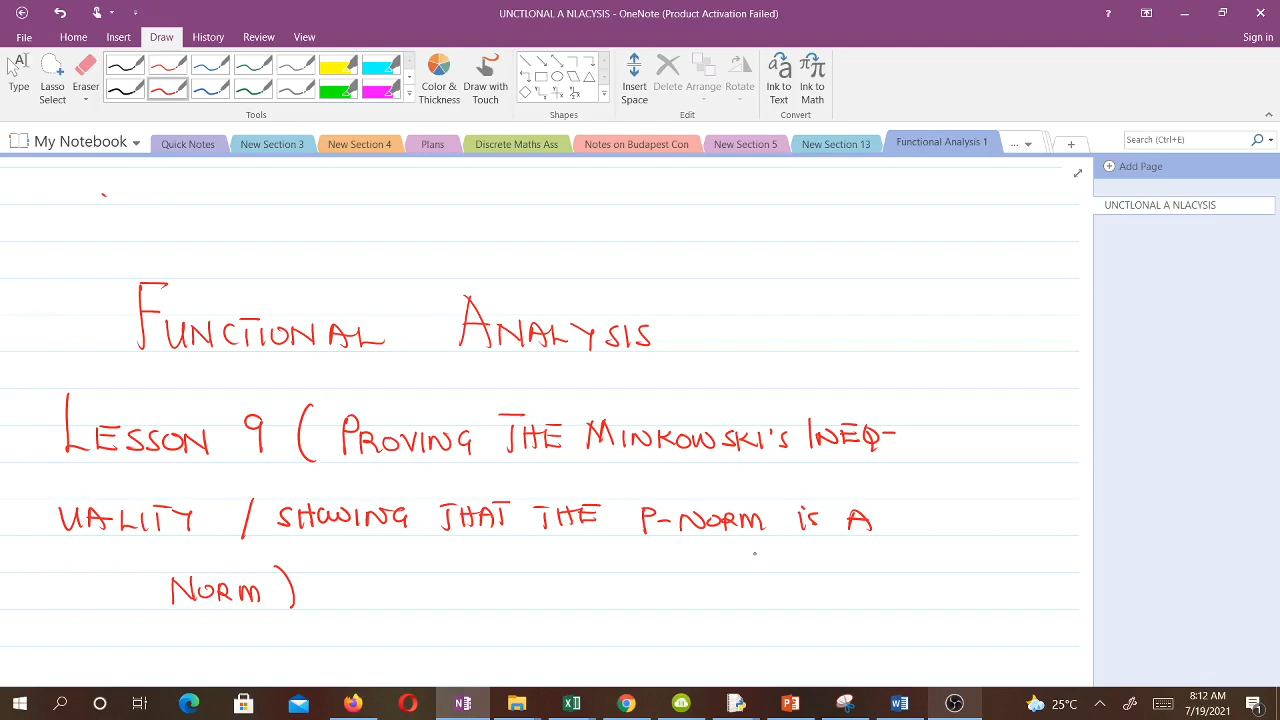 UNCTLONAL A NLACYSIS - OneNote (Product Activation Failed)
Sign in
File Home Insert Draw History Review View
Type
Lasso Select
Eraser
Color & Thickness
Draw with Touch
Insert Space
Delete Arrange Rotate
Ink to Text
Ink to Math
Tools Shapes Edit Convert
My Notebook Quick Notes New Section 3 New Section 4 Plans Discrete Maths Ass Notes on Budapest Con New Section 5 New Section 13 Functional Analysis 1 ... Search (Ctrl+E)
Add Page
UNCTLONAL A NLACYSIS
FUNCTIONAL ANALYSIS
LESSON 9 ( PROVING THE MINKOWSKI'S INEQ-
UALITY / SHOWING THAT THE P-NORM is A
NORM )
25°C
8:12 AM
7/19/2021